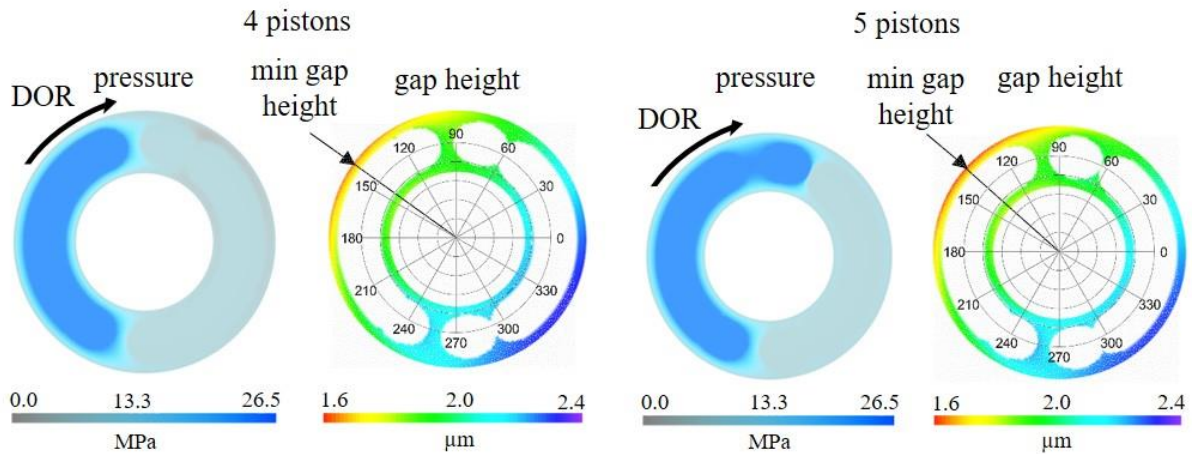 4 pistons
pressure
DOR
min gap
height
gap height
90
120
60
150
30
180
0
210
330
240
300
270
0.0 13.3 26.5
MPa
1.6 2.0 2.4
µm
5 pistons
pressure
DOR
min gap
height
gap height
90
120
60
150
30
180
0
210
330
240
300
270
0.0 13.3 26.5
MPa
1.6 2.0 2.4
µm